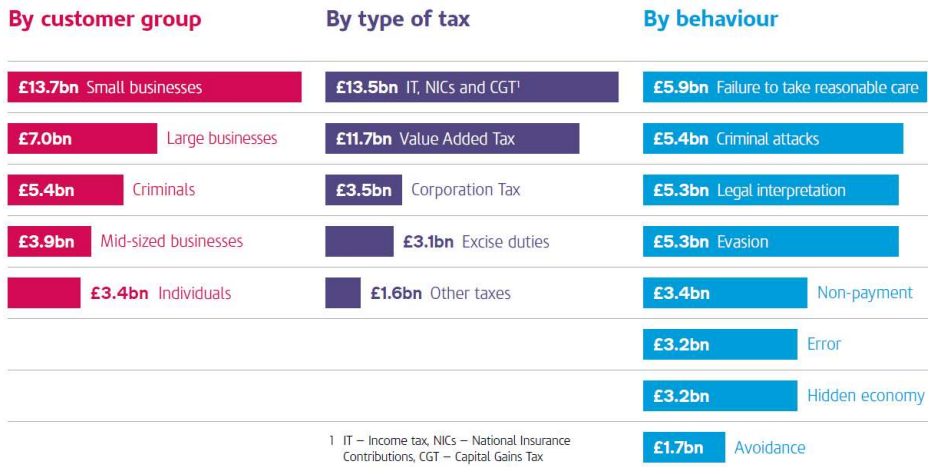 By customer group
£13.7bn Small businesses
£7.0bn Large businesses
£5.4bn Criminals
£3.9bn Mid-sized businesses
£3.4bn Individuals
By type of tax
£13.5bn IT, NICs and CGT¹
£11.7bn Value Added Tax
£3.5bn Corporation Tax
£3.1bn Excise duties
£1.6bn Other taxes
1 IT – Income tax, NICs – National Insurance
Contributions, CGT – Capital Gains Tax
By behaviour
£5.9bn Failure to take reasonable care
£5.4bn Criminal attacks
£5.3bn Legal interpretation
£5.3bn Evasion
£3.4bn Non-payment
£3.2bn Error
£3.2bn Hidden economy
£1.7bn Avoidance